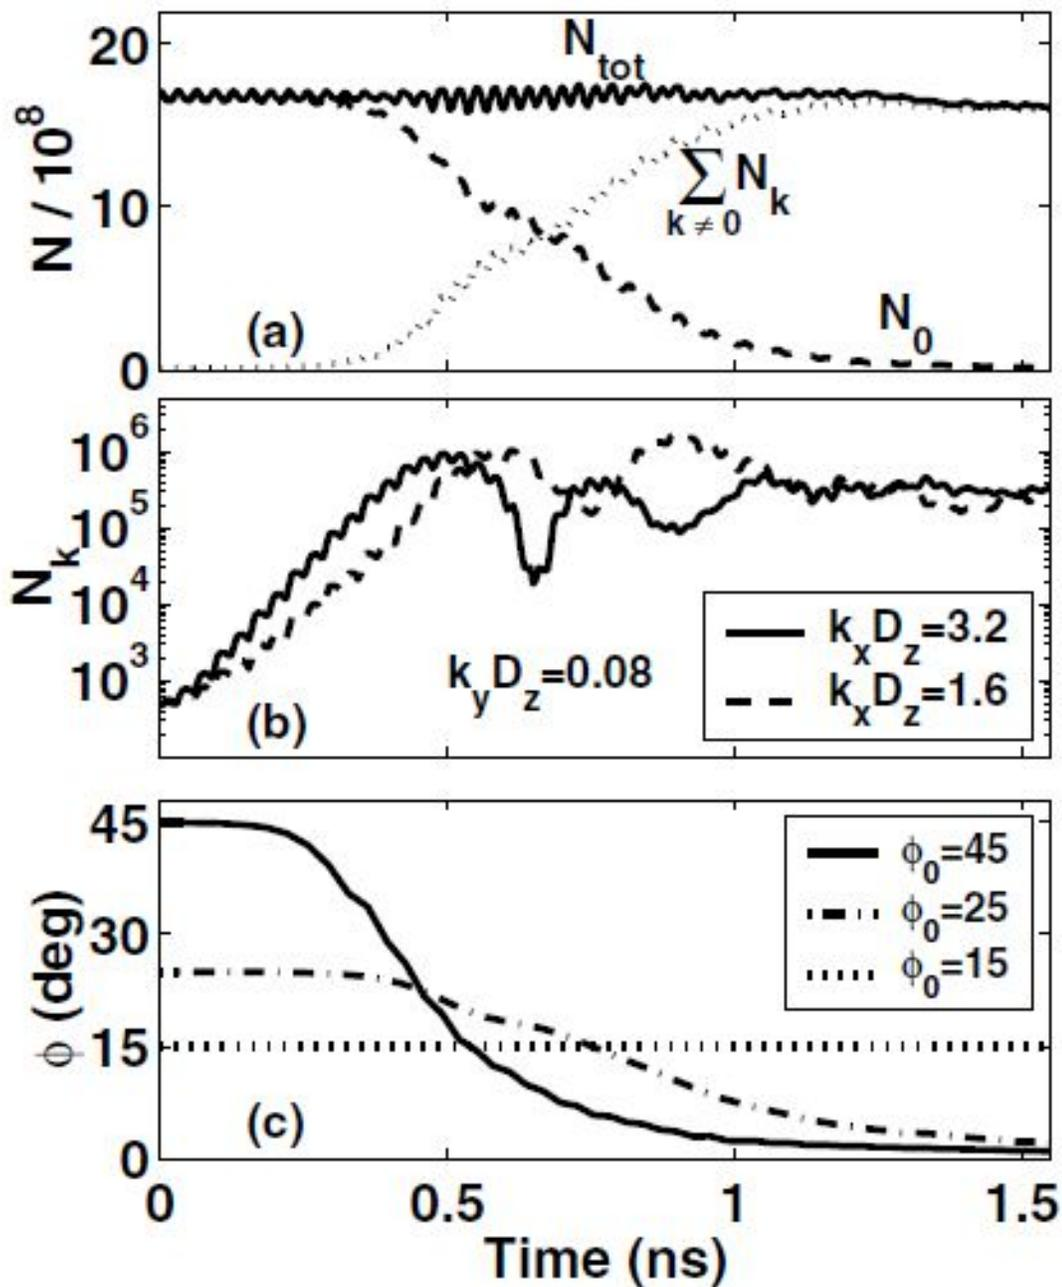 N / 10^8
20
10
0
N_tot
∑ N_k
k ≠ 0
N_0
(a)
N_k
10^6
10^5
10^4
10^3
k_yD_z=0.08
k_xD_z=3.2
k_xD_z=1.6
(b)
ϕ (deg)
45
30
15
0
ϕ_0=45
ϕ_0=25
ϕ_0=15
(c)
0 0.5 1 1.5
Time (ns)